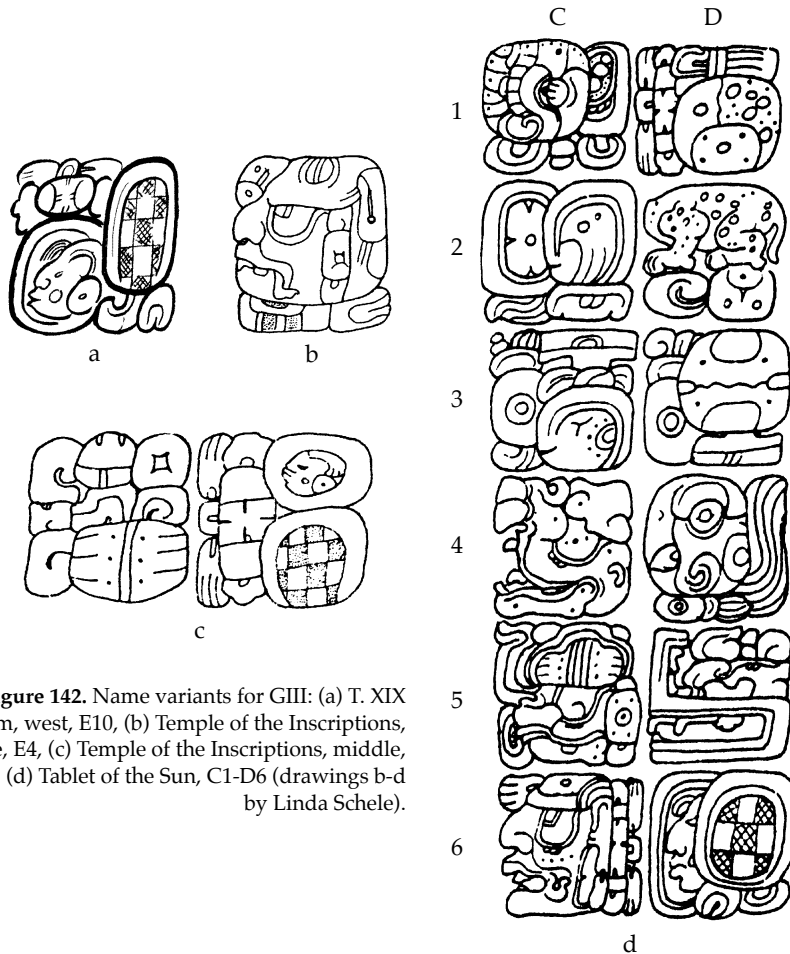 C D
1
2
a b
3
4
c
5
gure 142. Name variants for GIII: (a) T. XIX
m, west, E10, (b) Temple of the Inscriptions,
e, E4, (c) Temple of the Inscriptions, middle,
(d) Tablet of the Sun, C1-D6 (drawings b-d
by Linda Schele).
6
d